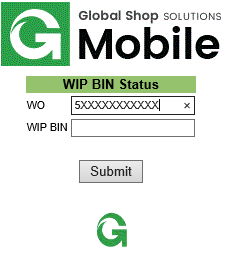 Global Shop SOLUTIONS
Mobile
WIP BIN Status
WO 5XXXXXXXXXXX ×
WIP BIN
Submit